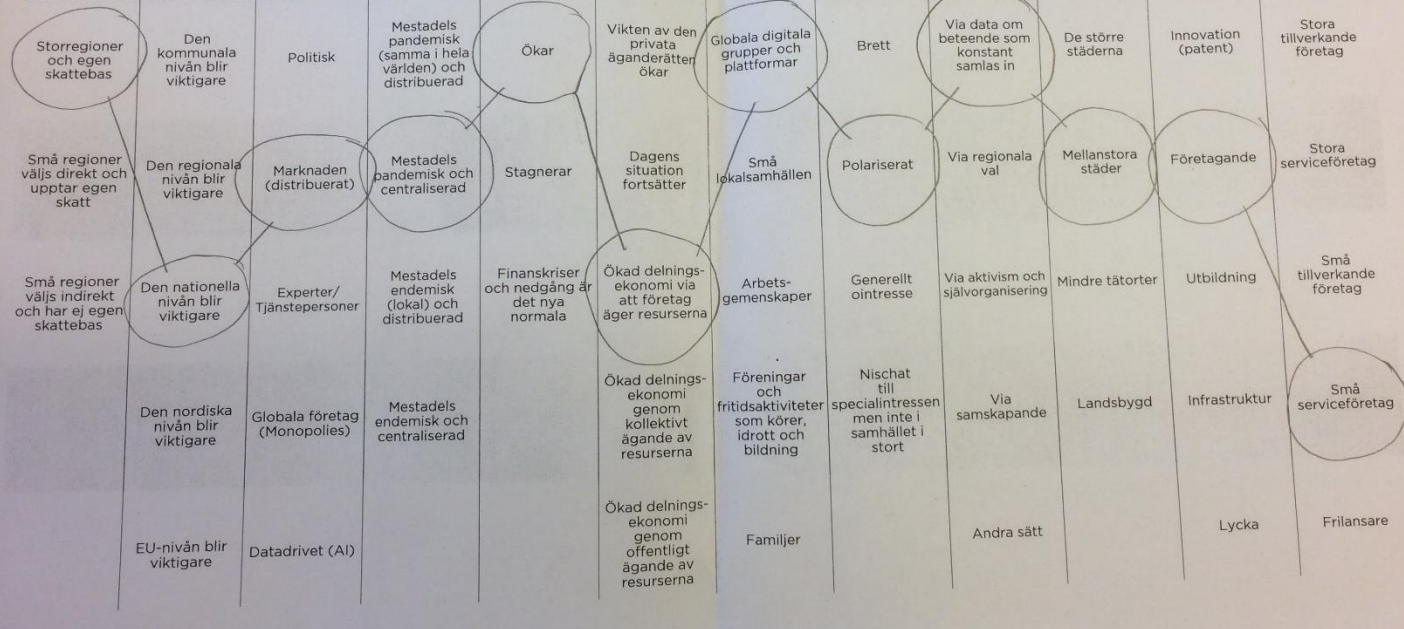 Storregioner
och egen
skattebas
Små regioner
väljs direkt och
upptar egen
skatt
Små regioner
väljs indirekt
och har ej egen
skattebas
Den
kommunala
nivån blir
viktigare
Den regionala
nivån blir
viktigare
Den nationella
nivån blir
viktigare
Den nordiska
nivån blir
viktigare
EU-nivån blir
viktigare
Politisk
Marknaden
(distribuerat)
Experter/
Tjänstepersoner
Globala företag
(Monopolies)
Datadrivet (AI)
Mestadels
pandemisk
(samma i hela
världen) och
distribuerad
Mestadels
pandemisk och
centraliserad
Mestadels
endemisk
(lokal) och
distribuerad
Mestadels
endemisk och
centraliserad
Ökar
Stagnerar
Finanskriser
och nedgång är
det nya
normala
Vikten av den
privata
äganderätten
ökar
Dagens
situation
fortsätter
Ökad delnings-
ekonomi via
att företag
äger resurserna
Ökad delnings-
ekonomi
genom
kollektivt
ägande av
resurserna
Ökad delnings-
ekonomi
genom
offentligt
ägande av
resurserna
Globala digitala
grupper och
plattformar
Små
lokalsamhällen
Arbets-
gemenskaper
Föreningar
och
fritidsaktiviteter
som körer,
idrott och
bildning
Familjer
Brett
Polariserat
Generellt
ointresse
Nischat
till
specialintressen
men inte i
samhället i
stort
Via data om
beteende som
konstant
samlas in
Via regionala
val
Via aktivism och
självorganisering
Via
samskapande
Andra sätt
De större
städerna
Mellanstora
städer
Mindre tätorter
Landsbygd
Innovation
(patent)
Företagande
Utbildning
Infrastruktur
Lycka
Stora
tillverkande
företag
Stora
serviceföretag
Små
tillverkande
företag
Små
serviceföretag
Frilansare